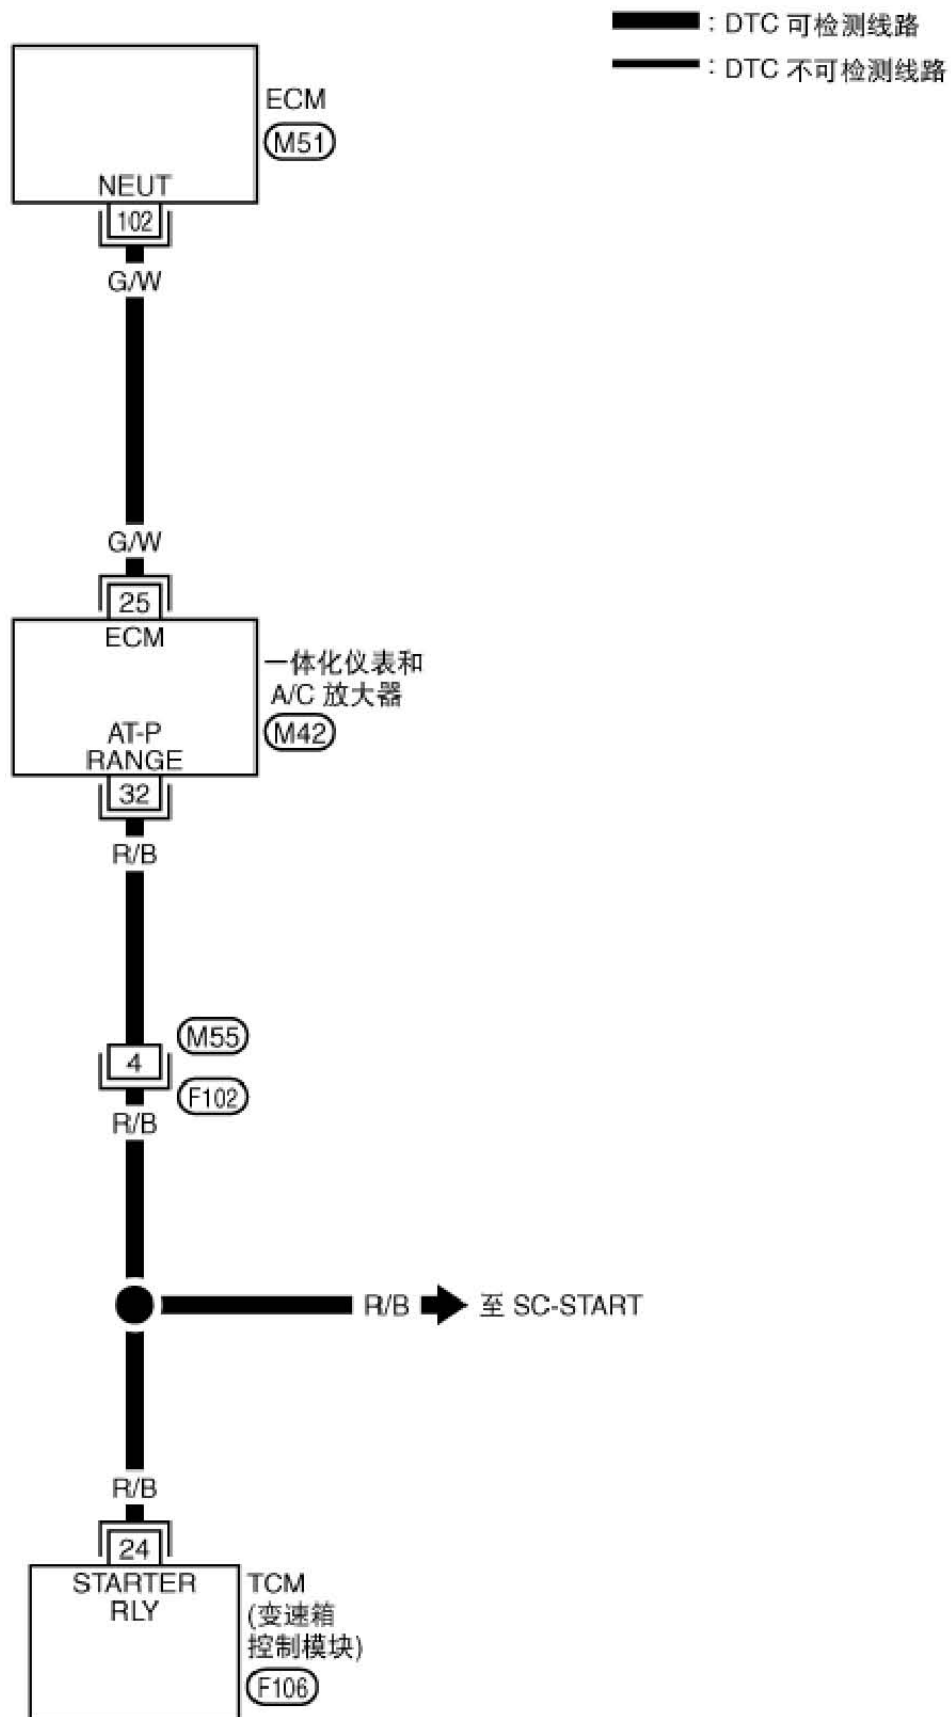 : DTC 可检测线路
: DTC 不可检测线路
ECM
M51
NEUT
102
G/W
G/W
25
ECM
一体化仪表和
A/C 放大器
M42
AT-P
RANGE
32
R/B
M55
4
F102
R/B
R/B
至 SC-START
R/B
24
STARTER
RLY
TCM
(变速箱
控制模块)
F106